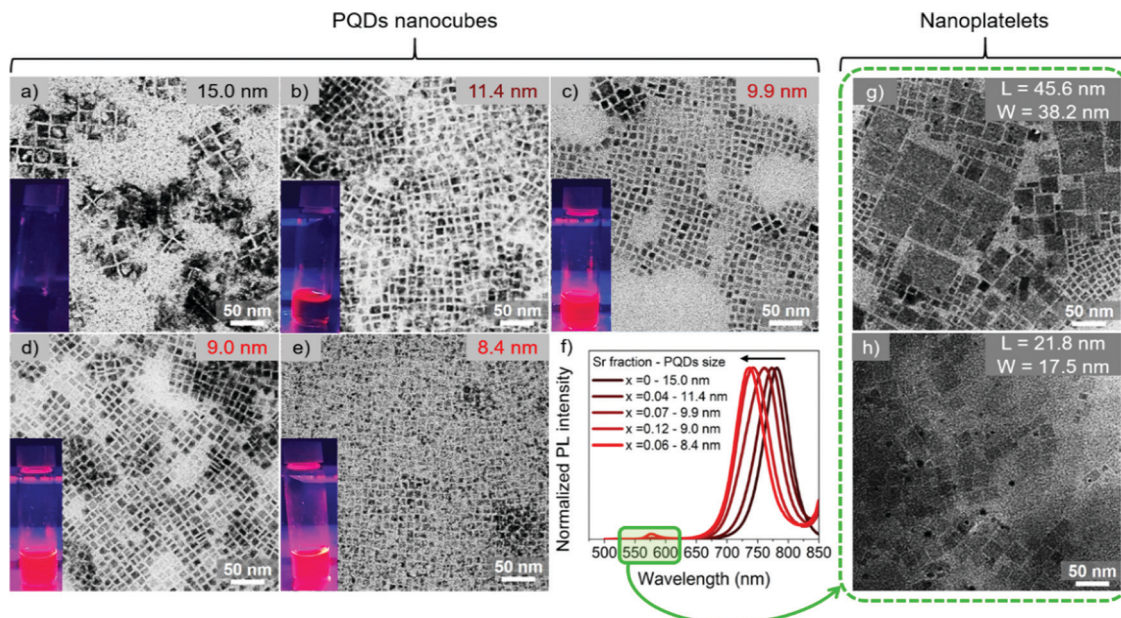 PQDs nanocubes
Nanoplatelets
a)
15.0 nm
50 nm
b)
11.4 nm
50 nm
c)
9.9 nm
50 nm
d)
9.0 nm
50 nm
e)
8.4 nm
50 nm
f)
Sr fraction - PQDs size
x =0 - 15.0 nm
x =0.04 - 11.4 nm
x =0.07 - 9.9 nm
x =0.12 - 9.0 nm
x =0.06 - 8.4 nm
Normalized PL intensity
500 550 600 650 700 750 800 850
Wavelength (nm)
g)
L = 45.6 nm
W = 38.2 nm
50 nm
h)
L = 21.8 nm
W = 17.5 nm
50 nm